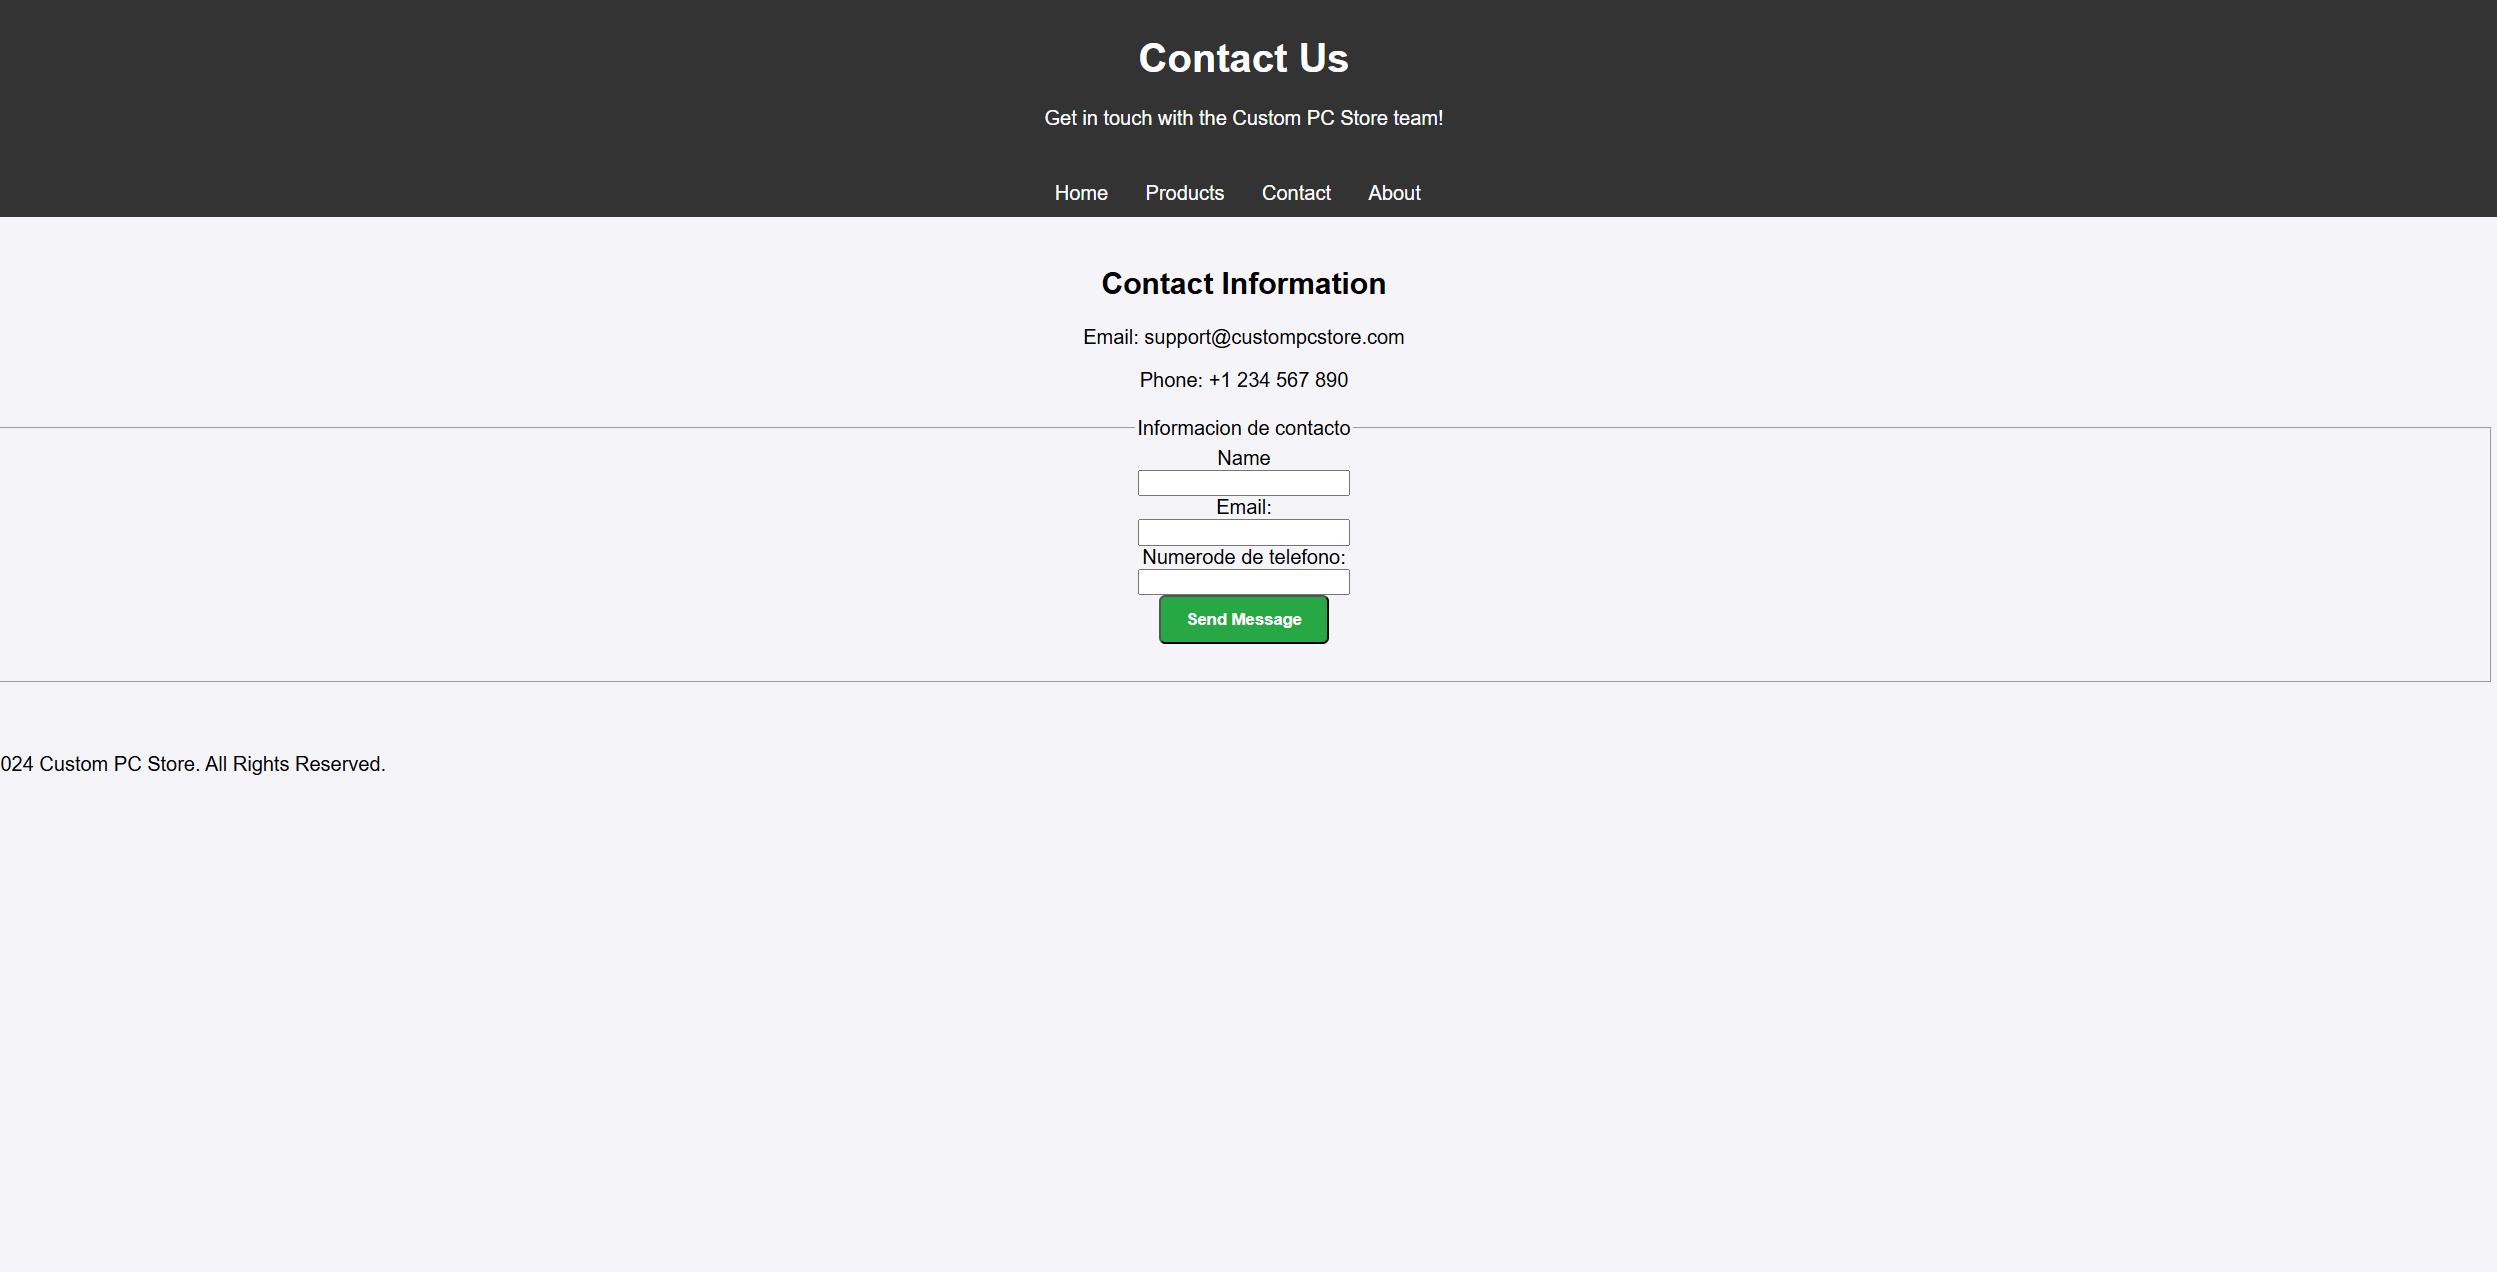 Contact Us
Get in touch with the Custom PC Store team!
Home Products Contact About
Contact Information
Email: support@custompcstore.com
Phone: +1 234 567 890
Informacion de contacto
Name
Email:
Numerode de telefono:
Send Message
024 Custom PC Store. All Rights Reserved.